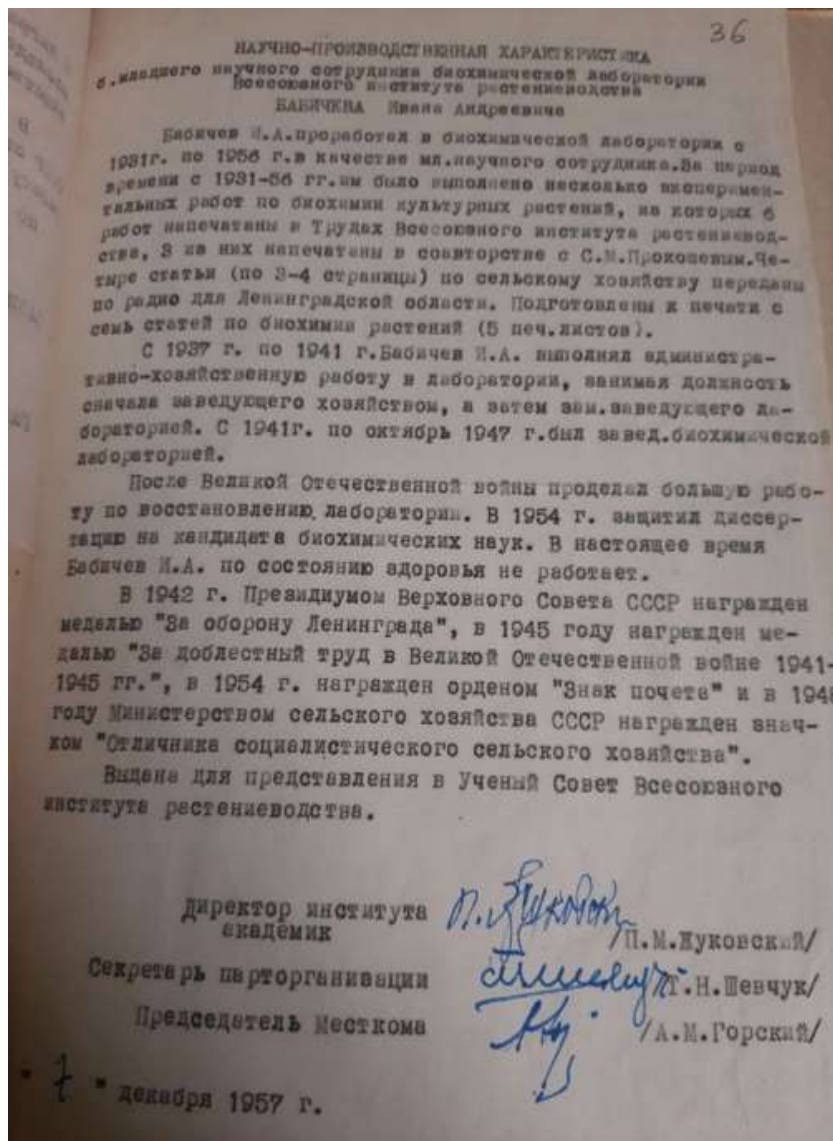 36
НАУЧНО-ПРОИЗВОДСТВЕННАЯ ХАРАКТЕРИСТИКА
б.младшего научного сотрудника биохимической лаборатории
Всесоюзного института растениеводства
БАБИЧЕВА Ивана Андреевича
Бабичев И.А.проработал в биохимической лаборатории с
1931г. по 1956 г.в качестве мл.научного сотрудника.За период
времени с 1931-56 гг.им было выполнено несколько эксперимен-
тальных работ по биохимии культурных растений, из которых 6
работ напечатаны в Трудах Всесоюзного института растениевод-
ства, 3 из них напечатаны в соавторстве с С.М.Прокошевым.Че-
тыре статьи (по 3-4 страницы) по сельскому хозяйству переданы
по радио для Ленинградской области. Подготовлены к печати с
семь статей по биохимии растений (5 печ.листов).
С 1937 г. по 1941 г.Бабичев И.А. выполнял администра-
тивно-хозяйственную работу в лаборатории, занимая должность
сначала заведующего хозяйством, а затем зам.заведующего ла-
бораторией. С 1941г. по октябрь 1947 г.был завед.биохимической
лабораторией.
После Великой Отечественной войны проделал большую рабо-
ту по восстановлению лаборатории. В 1954 г. защитил диссер-
тацию на кандидата биохимических наук. В настоящее время
Бабичев И.А. по состоянию здоровья не работает.
В 1942 г. Президиумом Верховного Совета СССР награжден
медалью "За оборону Ленинграда", в 1945 году награжден ме-
далью "За доблестный труд в Великой Отечественной войне 1941-
1945 гг.", в 1954 г. награжден орденом "Знак почета" и в 194
году Министерством сельского хозяйства СССР награжден знач-
ком "Отличника социалистического сельского хозяйства".
Выдана для представления в Ученый Совет Всесоюзного
института растениеводства.
Директор института
академик П. Жуковский /П.М.Жуковский/
Секретарь парторганизации /Т.Н.Шевчук/
Председатель Месткома /А.М.Горский/
" 7 " декабря 1957 г.